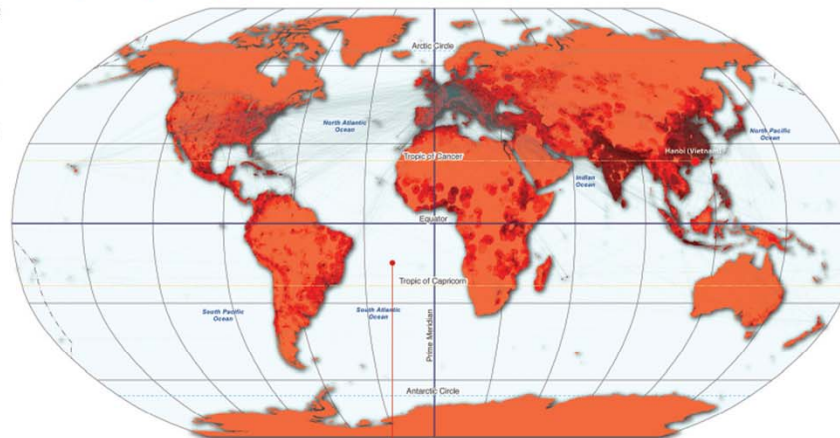 Arctic Circle
North Atlantic
Ocean
North Pacific
Ocean
Tropic of Cancer
Hanoi (Vietnam)
Indian
Ocean
Equator
Tropic of Capricorn
South Pacific
Ocean
South Atlantic
Ocean
Prime Meridian
Antarctic Circle